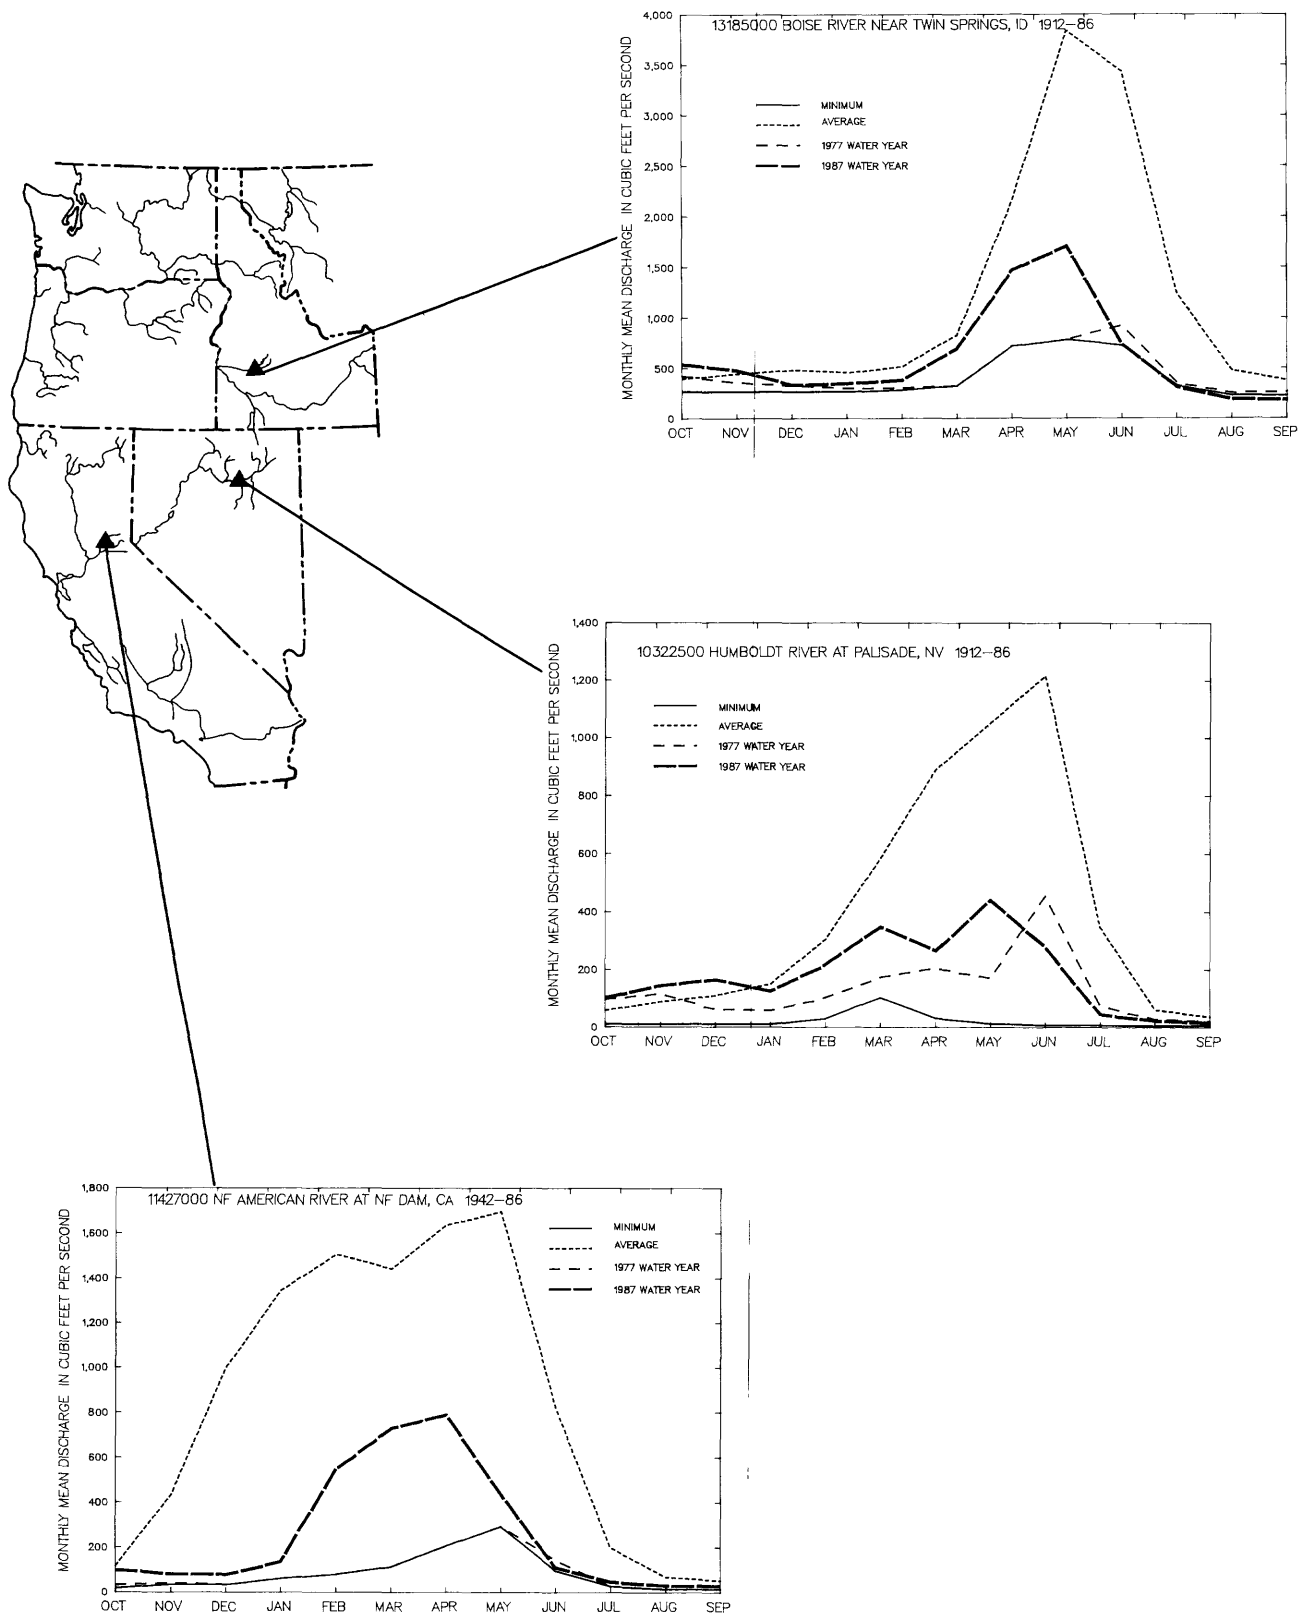 13185000 BOISE RIVER NEAR TWIN SPRINGS, ID 1912-86
MONTHLY MEAN DISCHARGE IN CUBIC FEET PER SECOND
4,000
3,500
3,000
2,500
2,000
1,500
1,000
500
0
MINIMUM
AVERAGE
1977 WATER YEAR
1987 WATER YEAR
OCT NOV DEC JAN FEB MAR APR MAY JUN JUL AUG SEP
10322500 HUMBOLDT RIVER AT PALISADE, NV 1912-86
MONTHLY MEAN DISCHARGE IN CUBIC FEET PER SECOND
1,400
1,200
1,000
800
600
400
200
0
MINIMUM
AVERAGE
1977 WATER YEAR
1987 WATER YEAR
OCT NOV DEC JAN FEB MAR APR MAY JUN JUL AUG SEP
11427000 NF AMERICAN RIVER AT NF DAM, CA 1942-86
MONTHLY MEAN DISCHARGE IN CUBIC FEET PER SECOND
1,800
1,600
1,400
1,200
1,000
800
600
400
200
0
MINIMUM
AVERAGE
1977 WATER YEAR
1987 WATER YEAR
OCT NOV DEC JAN FEB MAR APR MAY JUN JUL AUG SEP